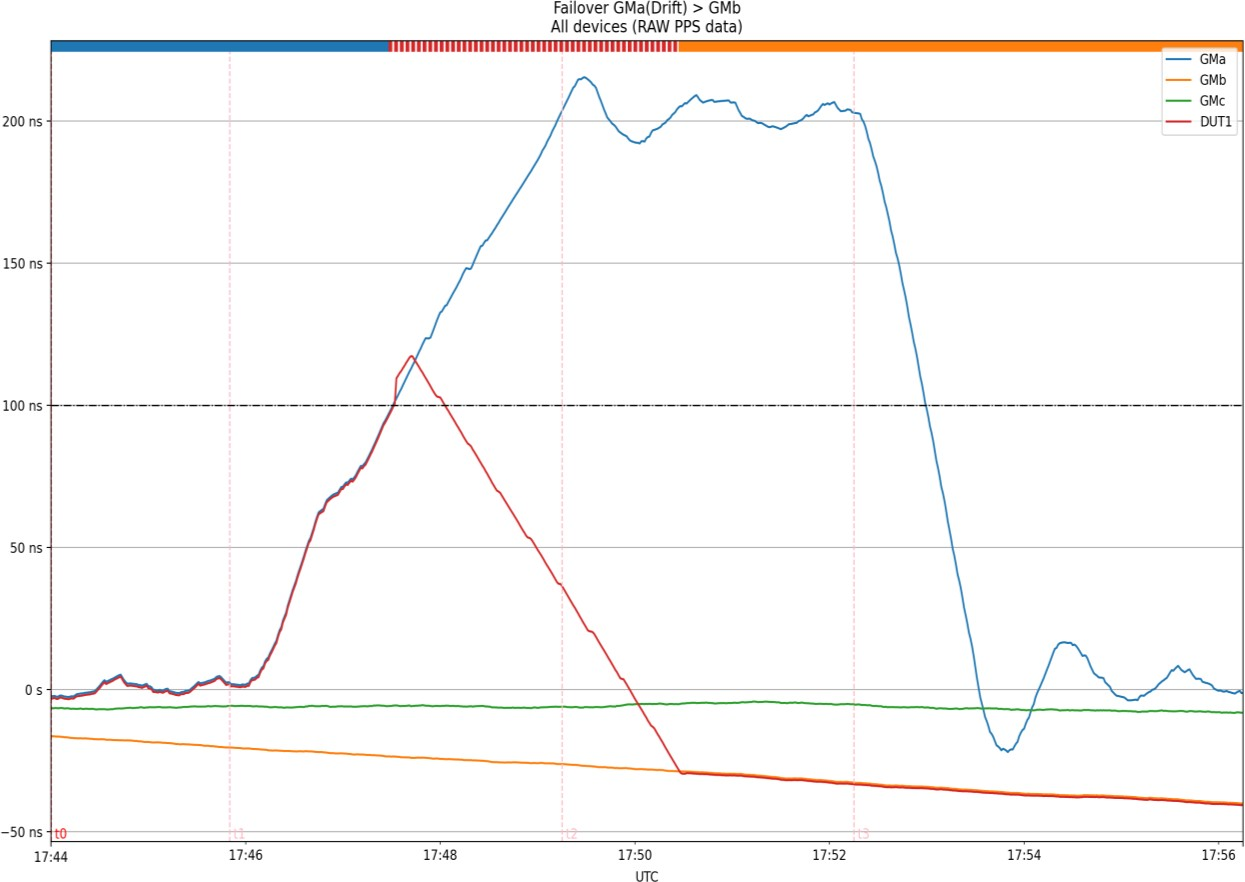 Failover GMa(Drift) > GMb
All devices (RAW PPS data)
GMa
GMb
GMc
DUT1
200 ns
150 ns
100 ns
50 ns
0 s
−50 ns
t0
t1
t2
t3
17:44
17:46
17:48
17:50
17:52
17:54
17:56
UTC